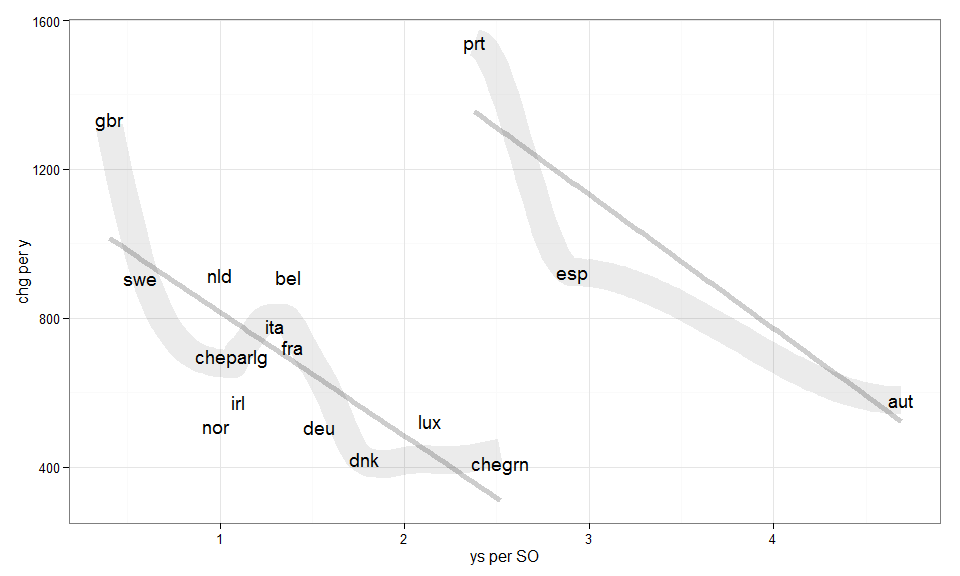 1600
prt
gbr
1200
esp
swe
nld
bel
800
ita
fra
cheparlg
irl
aut
nor
deu
lux
dnk
chegrn
400
chg per y
1
2
3
4
ys per SO